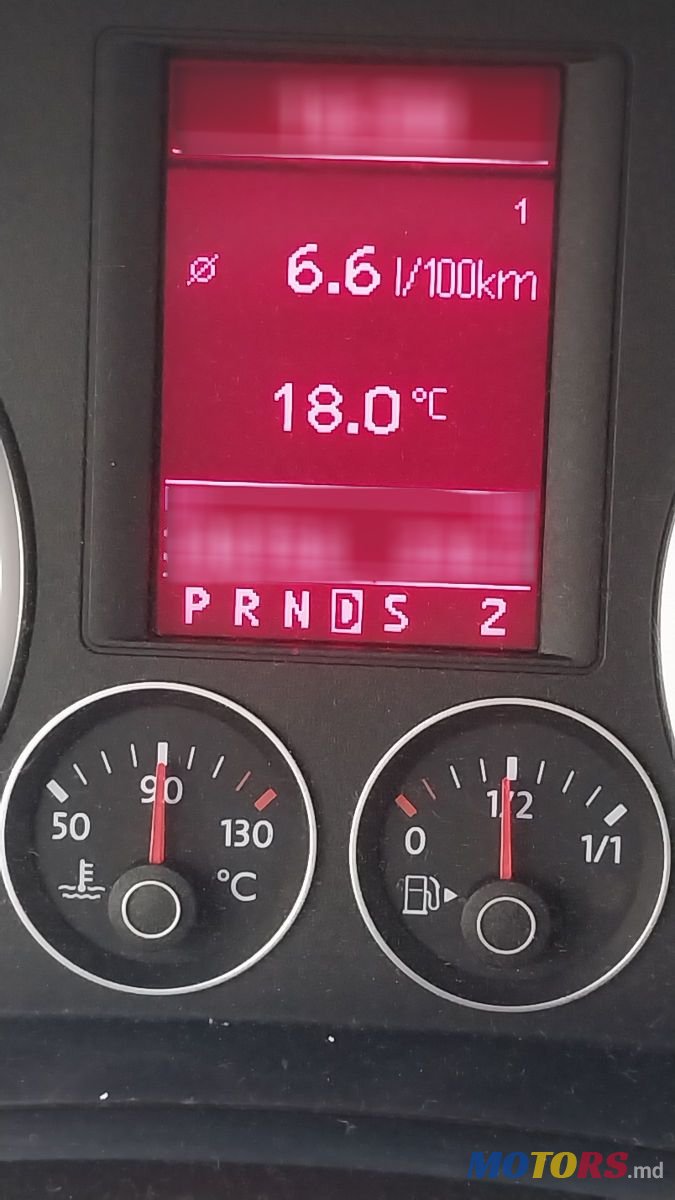 1
ø 6.6 l/100km
18.0 °C
P R N D S 2
90
50 130
°C
1/2
0 1/1
MOTORS.md